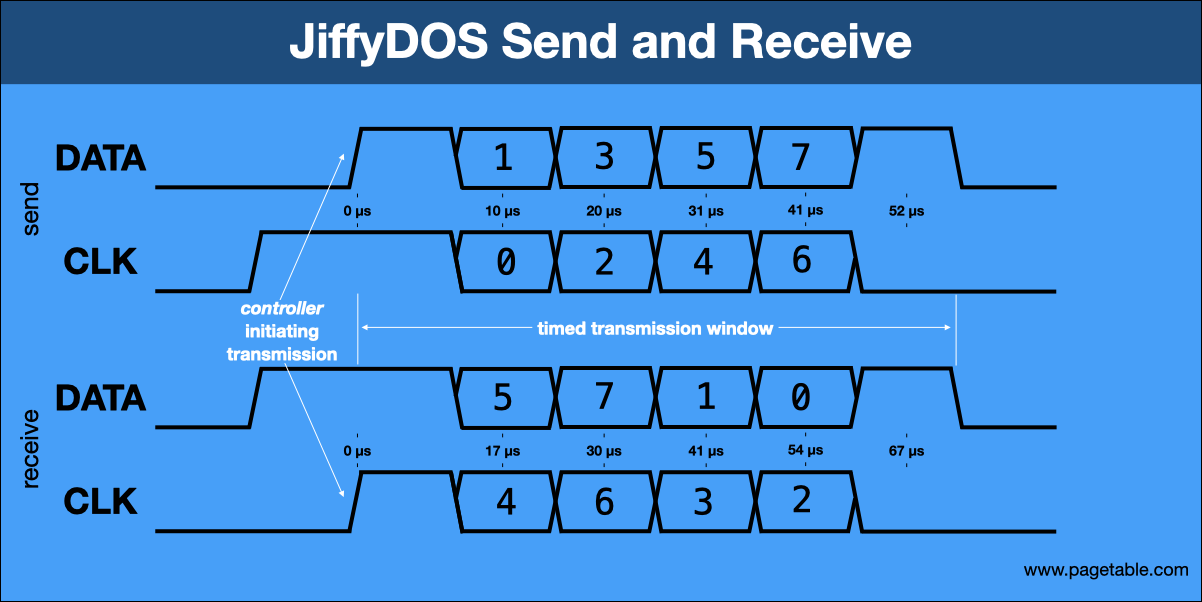 JiffyDOS Send and Receive
send
DATA
1 3 5 7
0 µs 10 µs 20 µs 31 µs 41 µs 52 µs
CLK
0 2 4 6
controller
initiating
transmission
timed transmission window
receive
DATA
5 7 1 0
0 µs 17 µs 30 µs 41 µs 54 µs 67 µs
CLK
4 6 3 2
www.pagetable.com